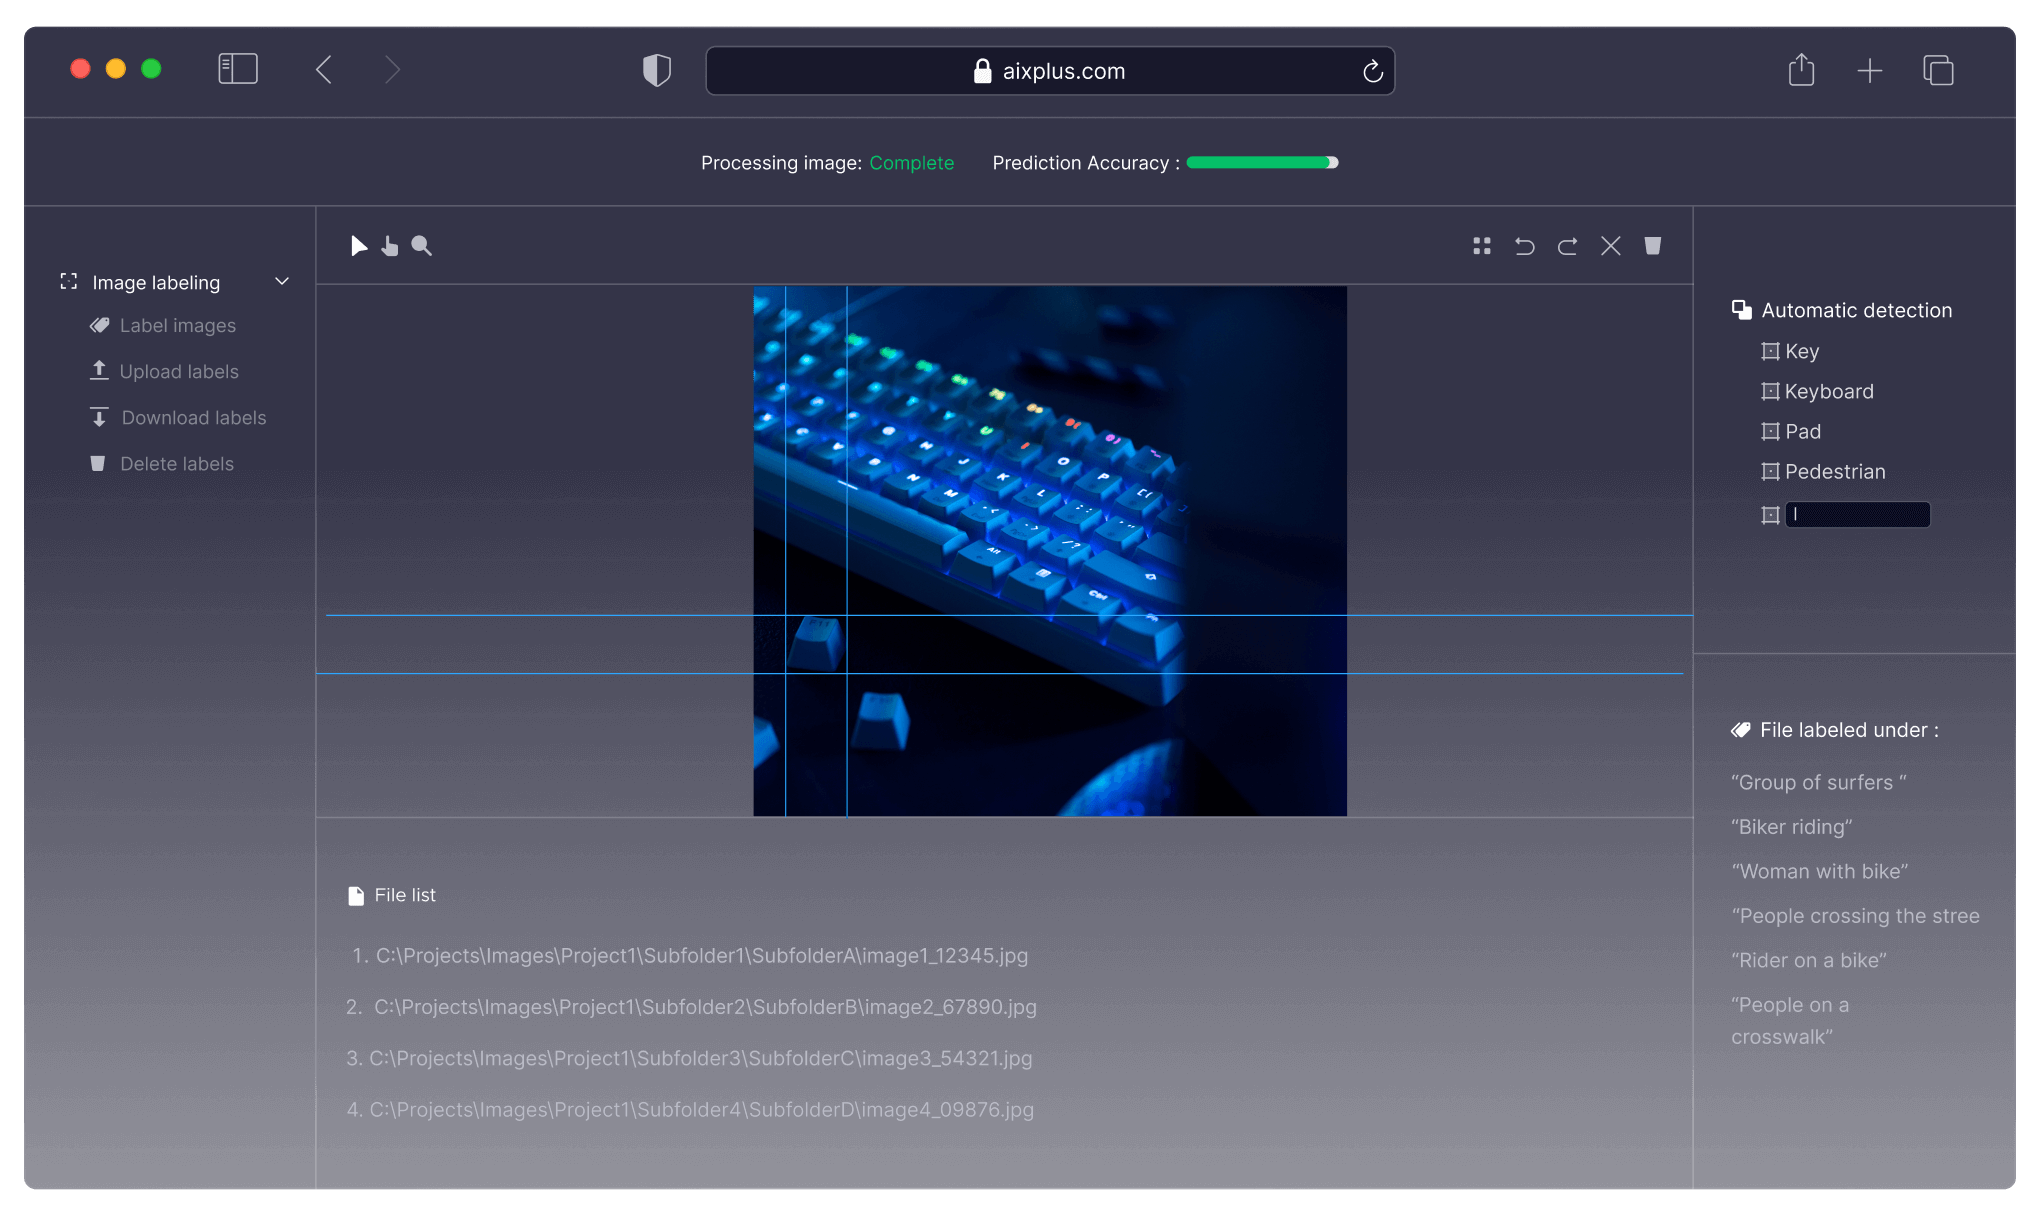 aixplus.com
Processing image: Complete
Prediction Accuracy :
Image labeling
Label images
Upload labels
Download labels
Delete labels
Automatic detection
Key
Keyboard
Pad
Pedestrian
File labeled under :
“Group of surfers “
“Biker riding”
“Woman with bike”
“People crossing the stree
“Rider on a bike”
“People on a
crosswalk”
File list
1. C:\Projects\Images\Project1\Subfolder1\SubfolderA\image1_12345.jpg
2. C:\Projects\Images\Project1\Subfolder2\SubfolderB\image2_67890.jpg
3. C:\Projects\Images\Project1\Subfolder3\SubfolderC\image3_54321.jpg
4. C:\Projects\Images\Project1\Subfolder4\SubfolderD\image4_09876.jpg
O P
J K L
N M
Alt
Ctrl